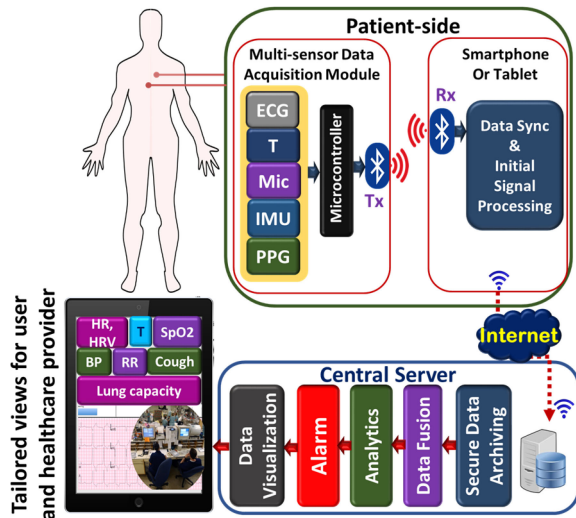 Patient-side
Multi-sensor Data
Acquisition Module
ECG
T
Mic
IMU
PPG
Microcontroller
Tx
Smartphone
Or Tablet
Rx
Data Sync
&
Initial
Signal
Processing
Internet
Tailored views for user
and healthcare provider
HR,
HRV
T
SpO2
BP
RR
Cough
Lung capacity
Central Server
Data
Visualization
Alarm
Analytics
Data Fusion
Secure Data
Archiving